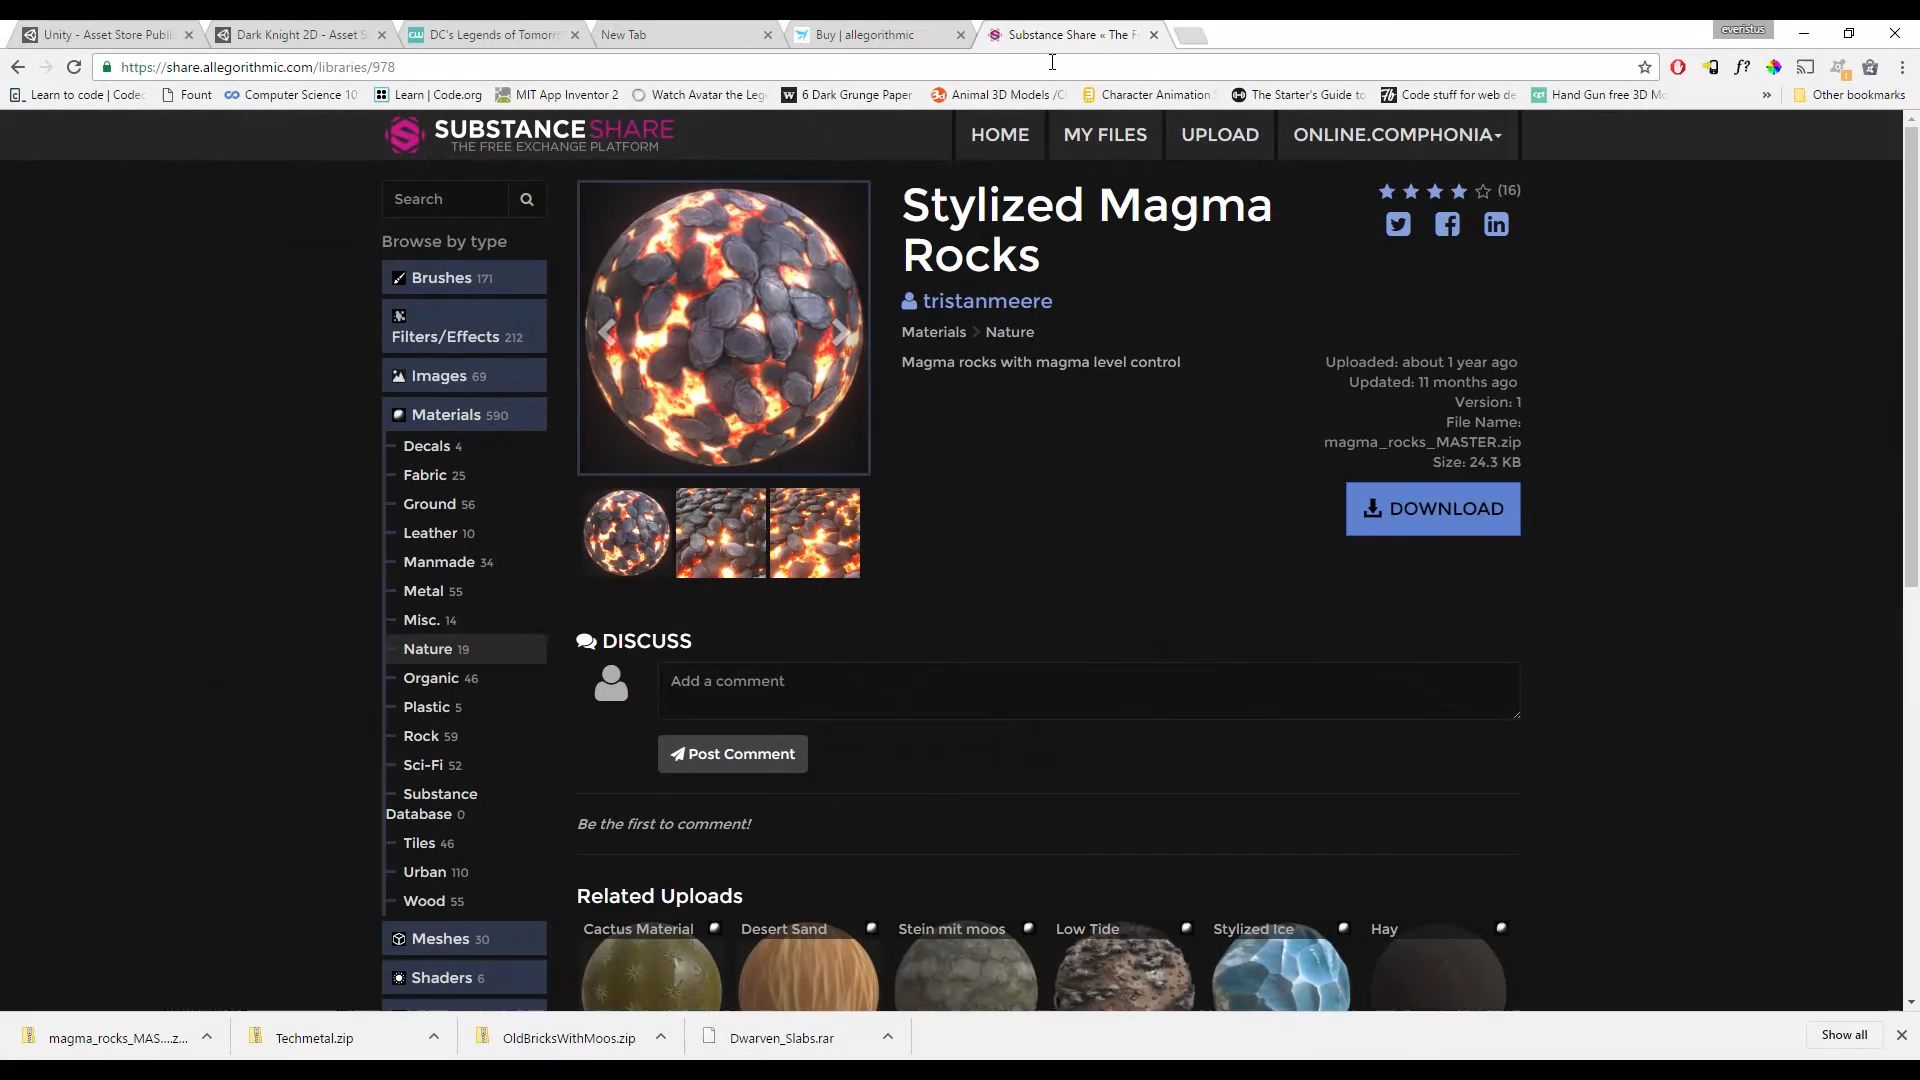 Unity - Asset Store Publi
Dark Knight 2D - Asset S
DC's Legends of Tomorr
New Tab
Buy | allegorithmic
Substance Share « The F
everistus
https://share.allegorithmic.com/libraries/978
Learn to code | Codec
Fount
Computer Science 10
Learn | Code.org
MIT App Inventor 2
Watch Avatar the Leg
6 Dark Grunge Paper
Animal 3D Models /C
Character Animation
The Starter's Guide to
Code stuff for web de
Hand Gun free 3D Mo
»
Other bookmarks
SUBSTANCE SHARE
THE FREE EXCHANGE PLATFORM
HOME
MY FILES
UPLOAD
ONLINE.COMPHONIA
Search
Browse by type
Brushes 171
Filters/Effects 212
Images 69
Materials 590
Decals 4
Fabric 25
Ground 56
Leather 10
Manmade 34
Metal 55
Misc. 14
Nature 19
Organic 46
Plastic 5
Rock 59
Sci-Fi 52
Substance
Database 0
Tiles 46
Urban 110
Wood 55
Meshes 30
Shaders 6
Stylized Magma
Rocks
tristanmeere
Materials > Nature
Magma rocks with magma level control
(16)
Uploaded: about 1 year ago
Updated: 11 months ago
Version: 1
File Name:
magma_rocks_MASTER.zip
Size: 24.3 KB
DOWNLOAD
DISCUSS
Add a comment
Post Comment
Be the first to comment!
Related Uploads
Cactus Material
Desert Sand
Stein mit moos
Low Tide
Stylized Ice
Hay
magma_rocks_MAS....z...
Techmetal.zip
OldBricksWithMoos.zip
Dwarven_Slabs.rar
Show all